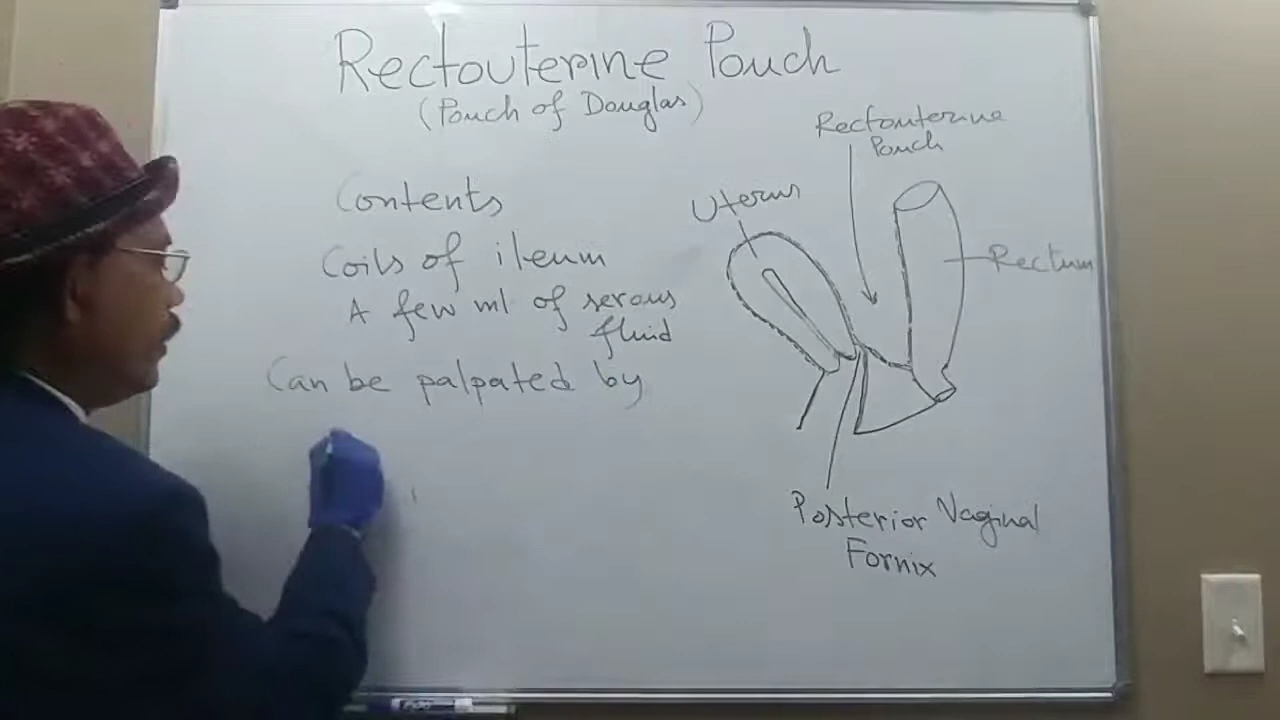 Rectouterine Pouch
(Pouch of Douglas)
Contents
Coils of ileum
A few ml of serous
fluid
Can be palpated by
Rectouterine
Pouch
Uterus
Rectum
Posterior Vaginal
Fornix